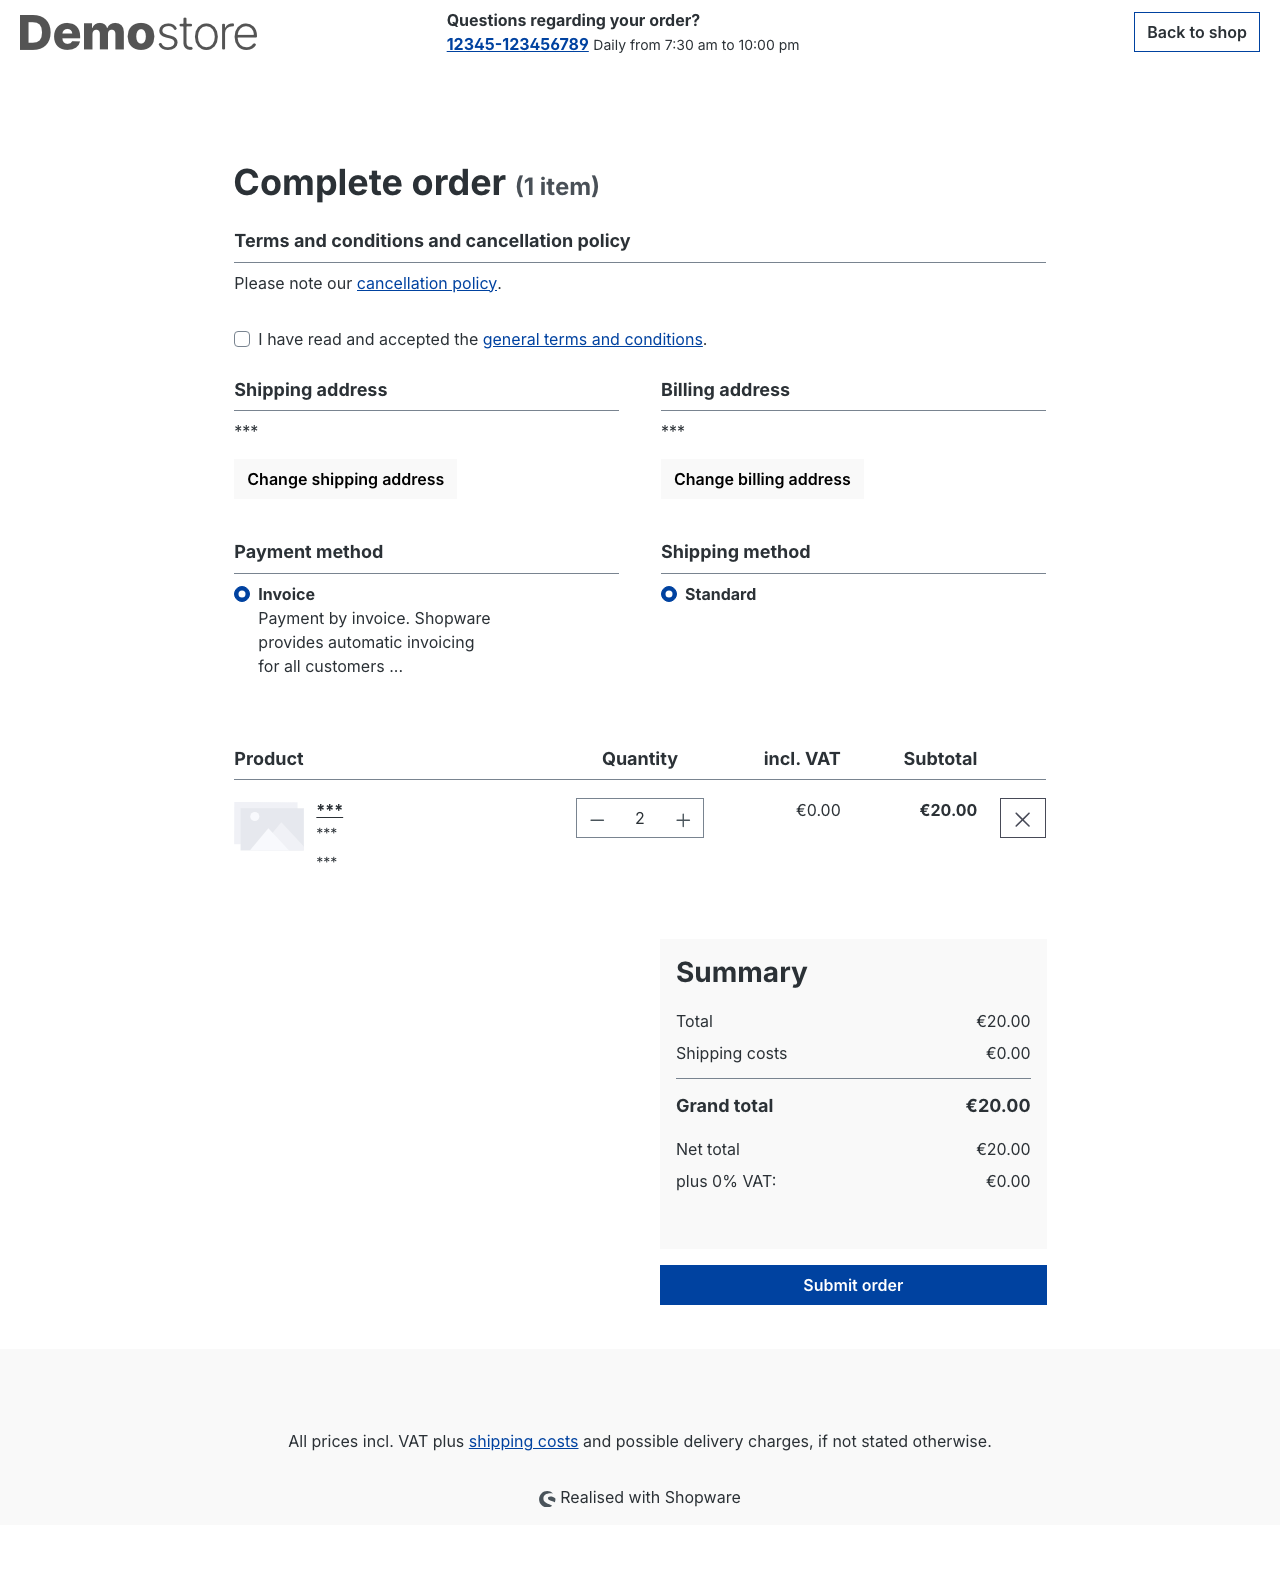 Demostore
Questions regarding your order?
12345-123456789 Daily from 7:30 am to 10:00 pm
Back to shop
Complete order (1 item)
Terms and conditions and cancellation policy
Please note our cancellation policy.
I have read and accepted the general terms and conditions.
Shipping address
***
Change shipping address
Billing address
***
Change billing address
Payment method
Invoice
Payment by invoice. Shopware
provides automatic invoicing
for all customers ...
Shipping method
Standard
Product Quantity incl. VAT Subtotal
*** 2 €0.00 €20.00
***
***
Summary
Total €20.00
Shipping costs €0.00
Grand total €20.00
Net total €20.00
plus 0% VAT: €0.00
Submit order
All prices incl. VAT plus shipping costs and possible delivery charges, if not stated otherwise.
Realised with Shopware